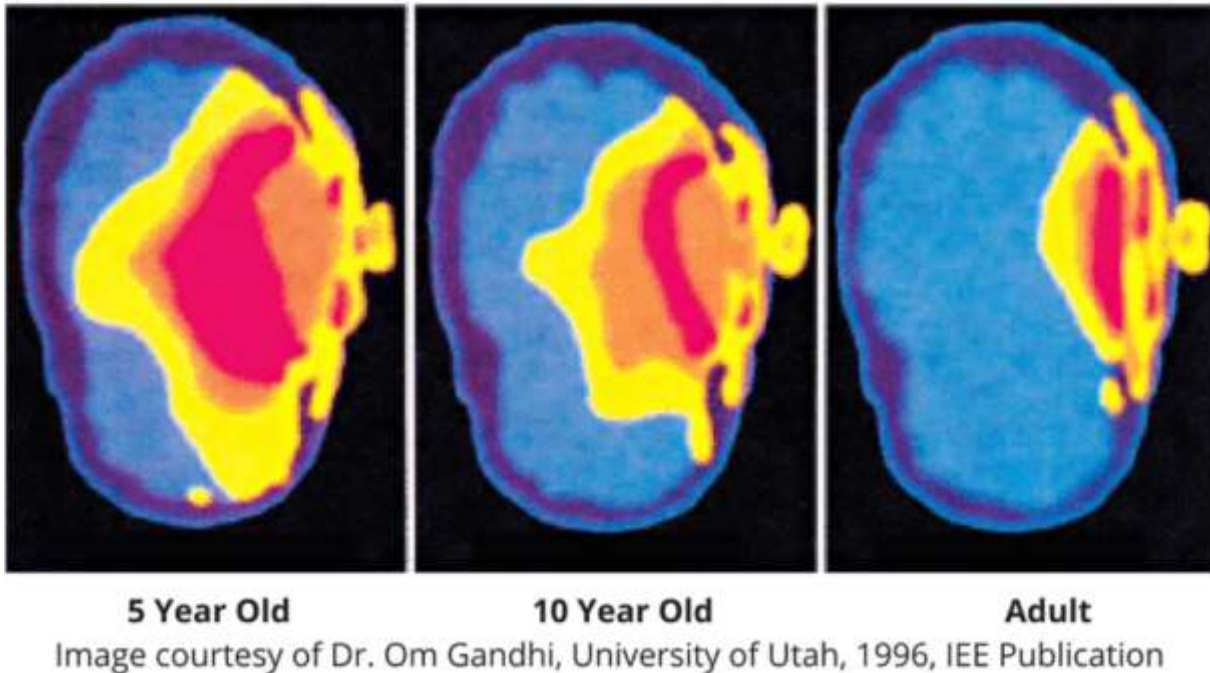 5 Year Old
10 Year Old
Adult
Image courtesy of Dr. Om Gandhi, University of Utah, 1996, IEE Publication